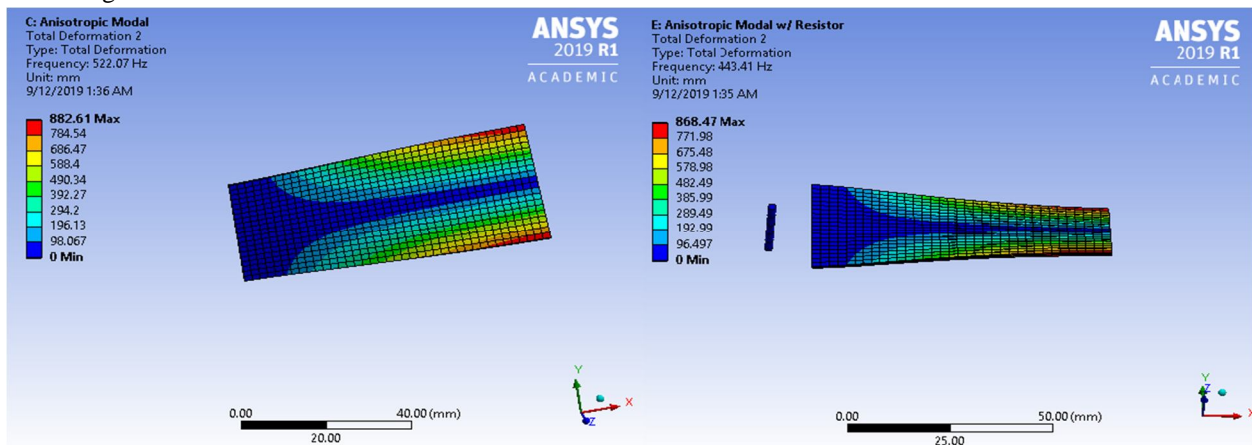 C: Anisotropic Modal
Total Deformation 2
Type: Total Deformation
Frequency: 522.07 Hz
Unit: mm
9/12/2019 1:36 AM
882.61 Max
784.54
686.47
588.4
490.34
392.27
294.2
196.13
98.067
0 Min
ANSYS
2019 R1
ACADEMIC
Y
X
Z
0.00
40.00 (mm)
20.00
E: Anisotropic Modal w/ Resistor
Total Deformation 2
Type: Total Deformation
Frequency: 443.41 Hz
Unit: mm
9/12/2019 1:35 AM
868.47 Max
771.98
675.48
578.98
482.49
385.99
289.49
192.99
96.497
0 Min
ANSYS
2019 R1
ACADEMIC
Y
Z
X
0.00
50.00 (mm)
25.00